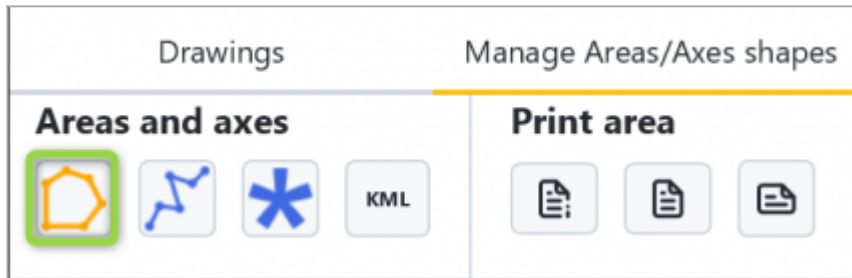 Drawings
Manage Areas/Axes shapes
Areas and axes
Print area
KML